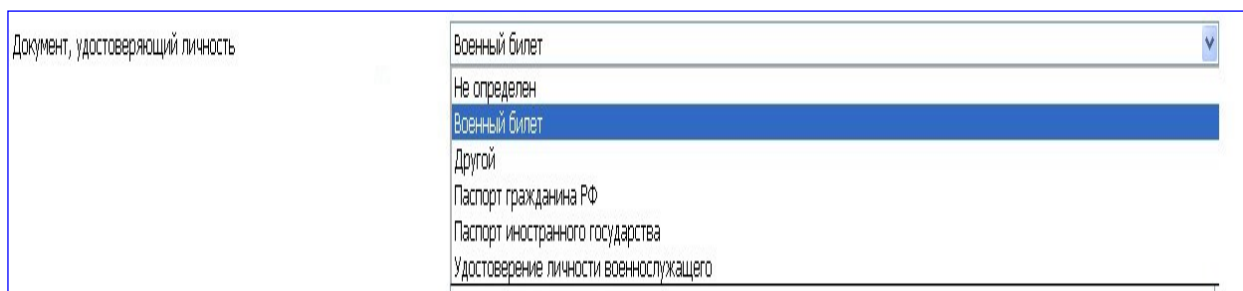 Документ, удостоверяющий личность
Военный билет
Не определен
Военный билет
Другой
Паспорт гражданина РФ
Паспорт иностранного государства
Удостоверение личности военнослужащего